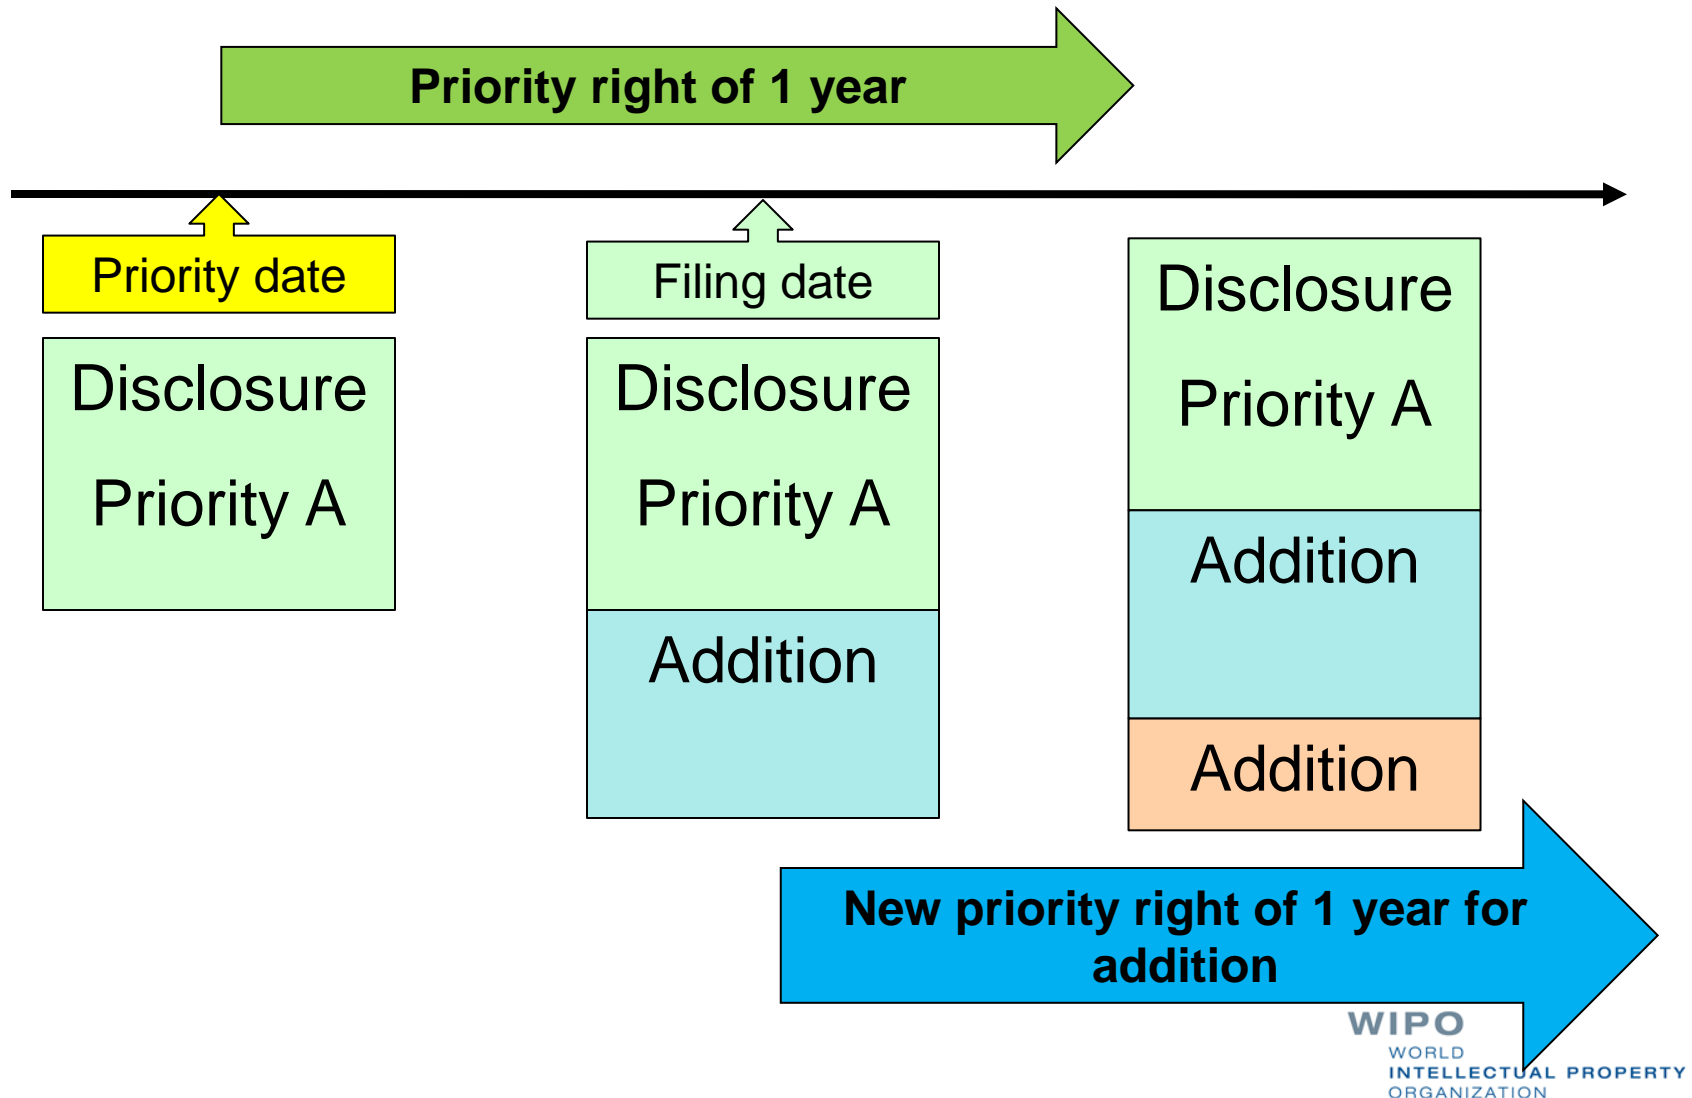 Priority right of 1 year
Priority date
Disclosure
Priority A
Filing date
Disclosure
Priority A
Addition
Disclosure
Priority A
Addition
Addition
New priority right of 1 year for
addition
WIPO
WORLD
INTELLECTUAL PROPERTY
ORGANIZATION